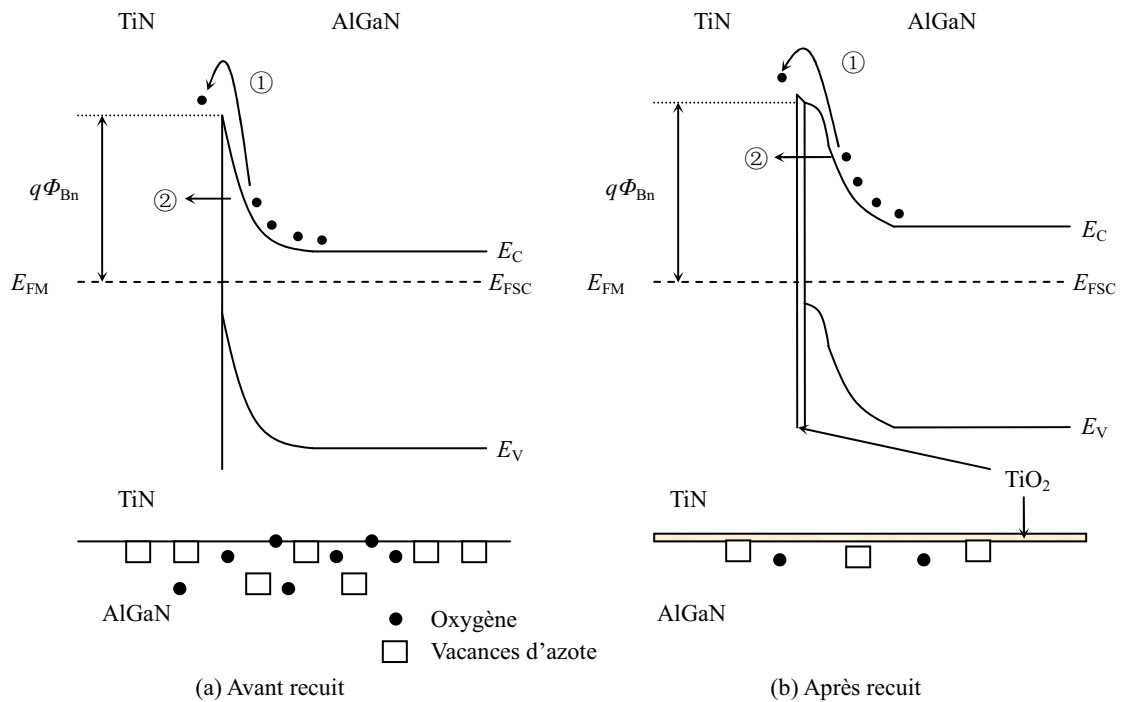 TiN AlGaN
①
②
qΦBn
EC
EFM EFSC
EV
TiN
AlGaN
Oxygène
Vacances d’azote
(a) Avant recuit
TiN AlGaN
①
②
qΦBn
EC
EFM EFSC
EV
TiO2
TiN
AlGaN
(b) Après recuit